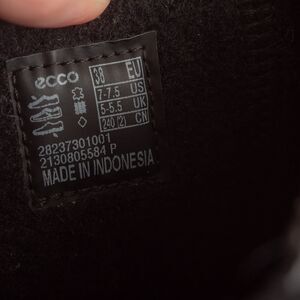 ecco
38 EU
7-7.5 US
5-5.5 UK
240 (2) CN
28237301001
2130805584 P
MADE IN INDONESIA